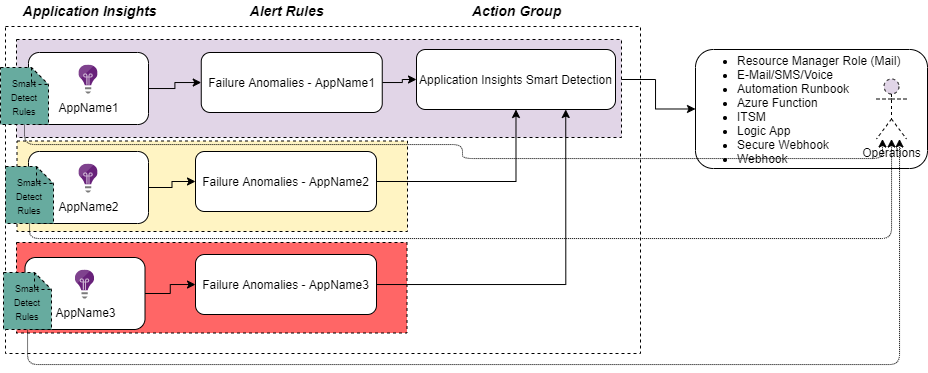 Application Insights
Alert Rules
Action Group
Smart
Detect
Rules
AppName1
Failure Anomalies - AppName1
Application Insights Smart Detection
Resource Manager Role (Mail)
E-Mail/SMS/Voice
Automation Runbook
Azure Function
ITSM
Logic App
Secure Webhook
Webhook
Operations
Smart
Detect
Rules
AppName2
Failure Anomalies - AppName2
Smart
Detect
Rules
AppName3
Failure Anomalies - AppName3